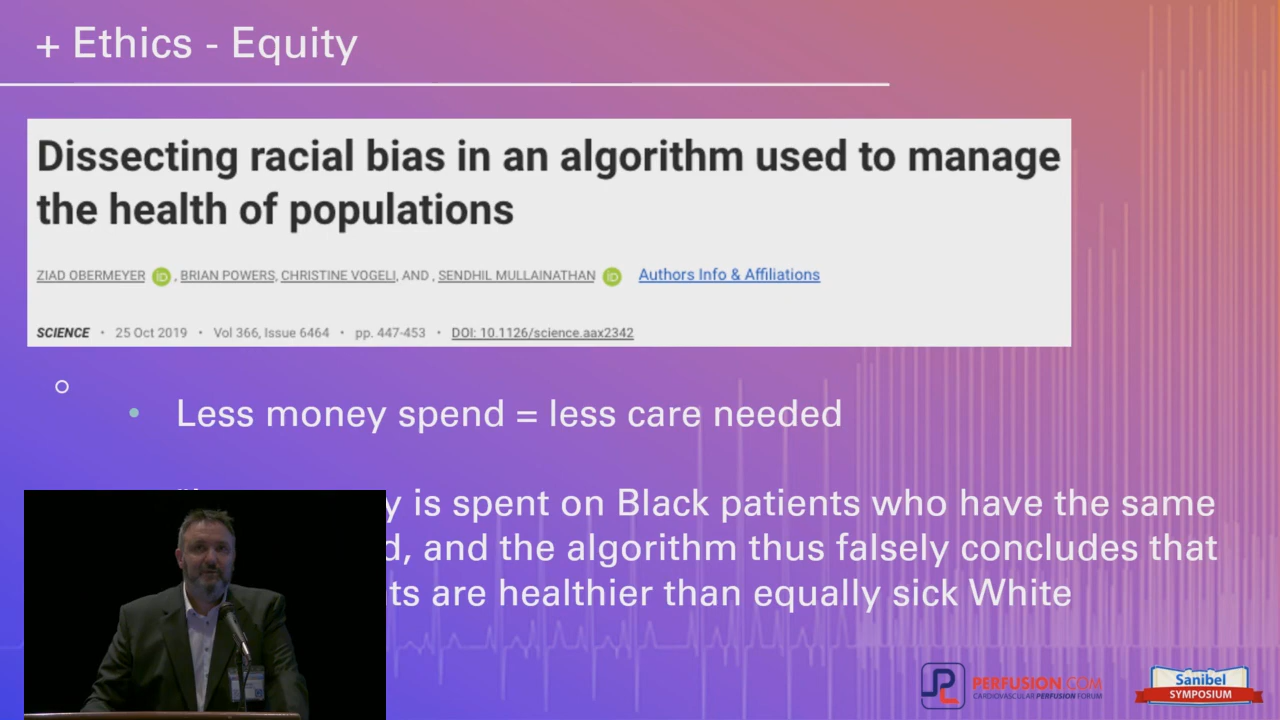 + Ethics - Equity
Dissecting racial bias in an algorithm used to manage
the health of populations
ZIAD OBERMEYER iD, BRIAN POWERS, CHRISTINE VOGELI, AND, SENDHIL MULLAINATHAN iD Authors Info & Affiliations
SCIENCE • 25 Oct 2019 • Vol 366, Issue 6464 • pp. 447-453 • DOI: 10.1126/science.aax2342
• Less money spend = less care needed
is spent on Black patients who have the same
and the algorithm thus falsely concludes that
are healthier than equally sick White
PERFUSION.COM
CARDIOVASCULAR PERFUSION FORUM
Sanibel
SYMPOSIUM